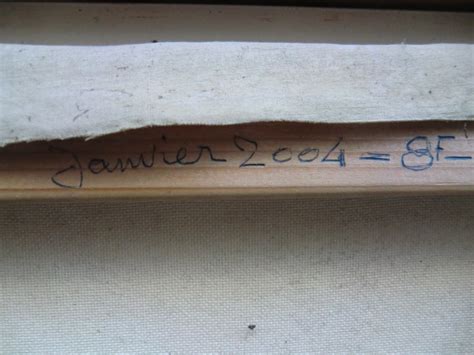 Janvier 2004 = 8F-